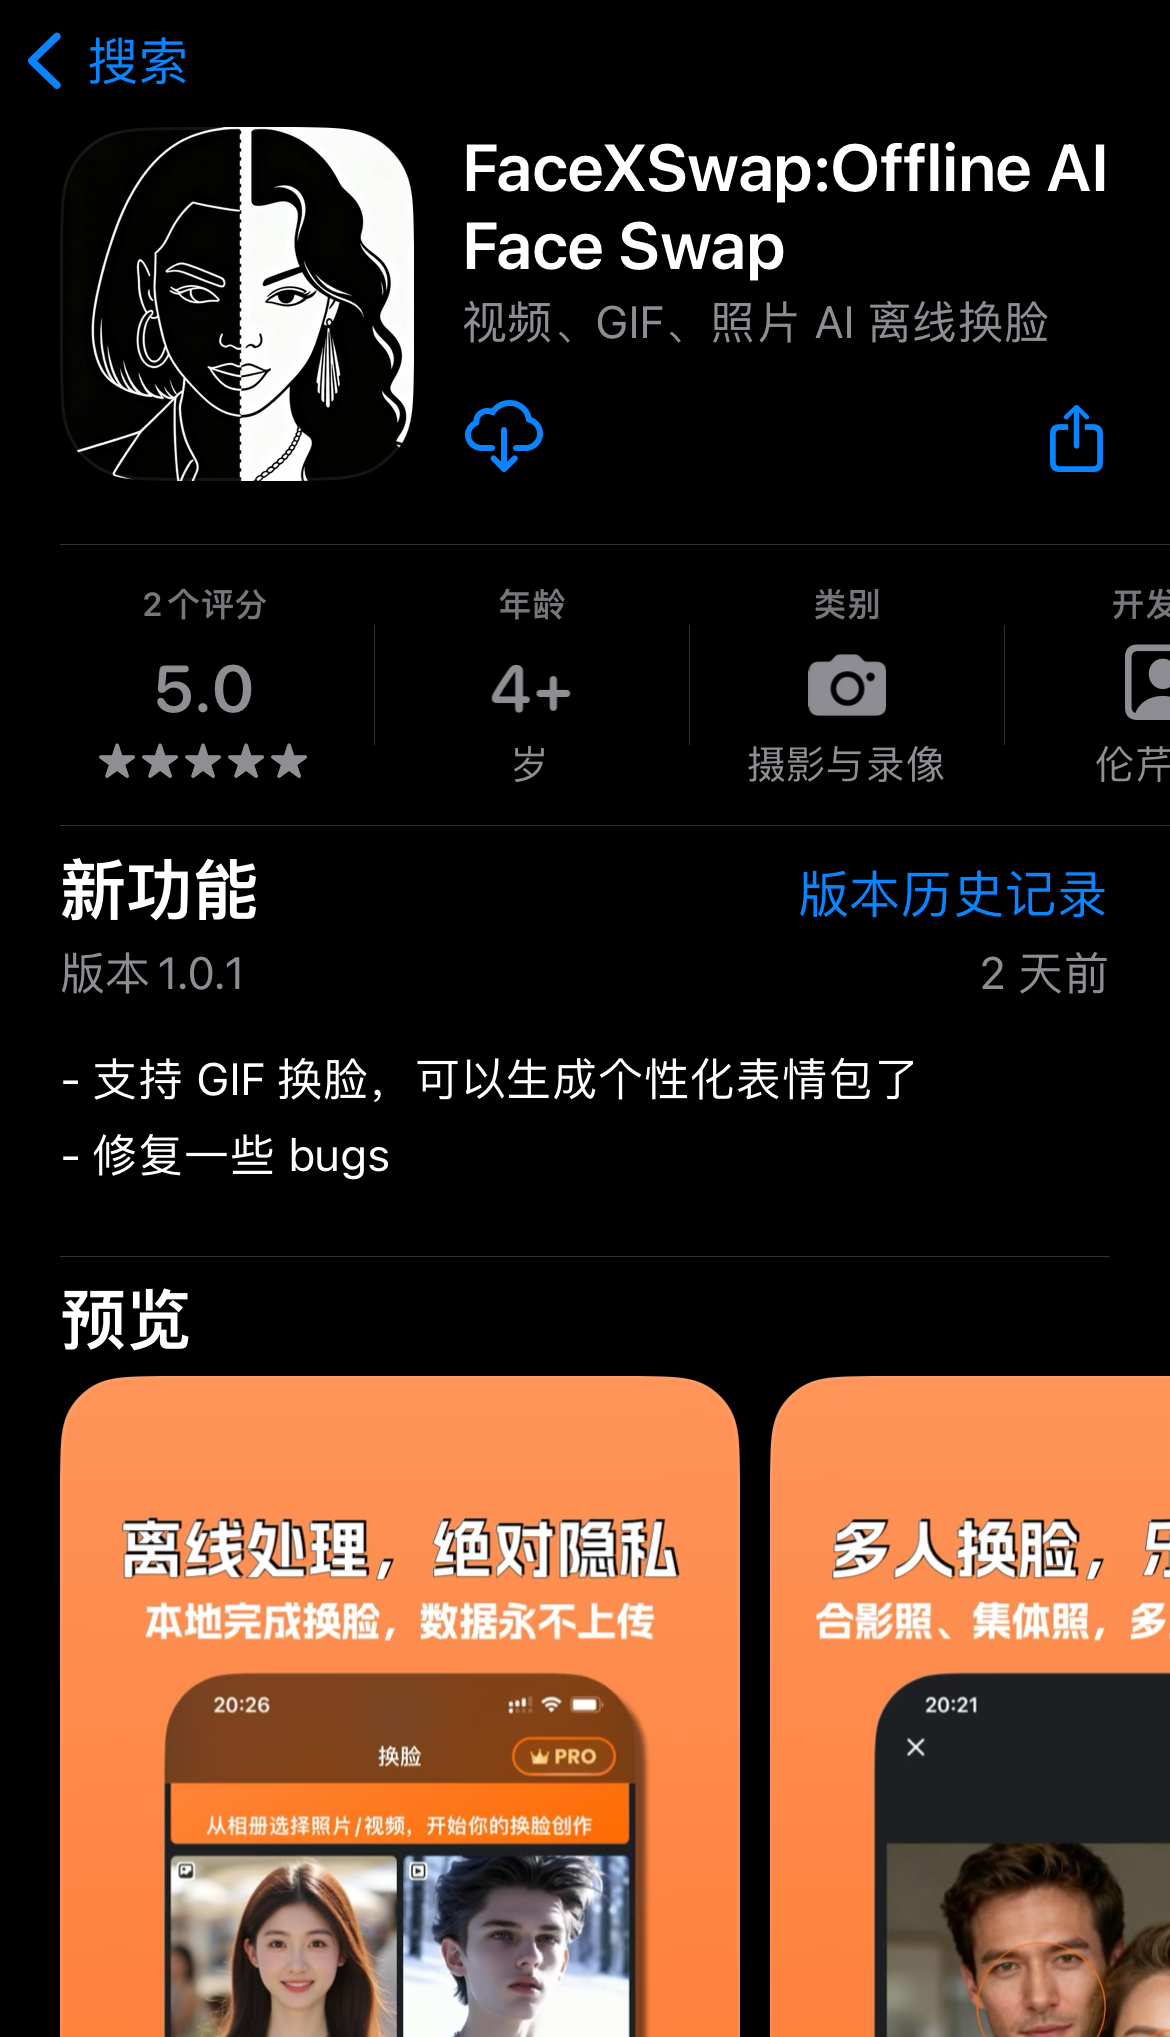 搜索
FaceXSwap:Offline AI
Face Swap
视频、GIF、照片 AI 离线换脸
2个评分
年龄
类别
5.0
4+
岁
摄影与录像
新功能
版本历史记录
版本 1.0.1
2 天前
- 支持 GIF 换脸，可以生成个性化表情包了
- 修复一些 bugs
预览
离线处理，绝对隐私
本地完成换脸，数据永不上传
20:26
换脸
PRO
从相册选择照片/视频，开始你的换脸创作
多人换脸，
合影照、集体照，多
20:21